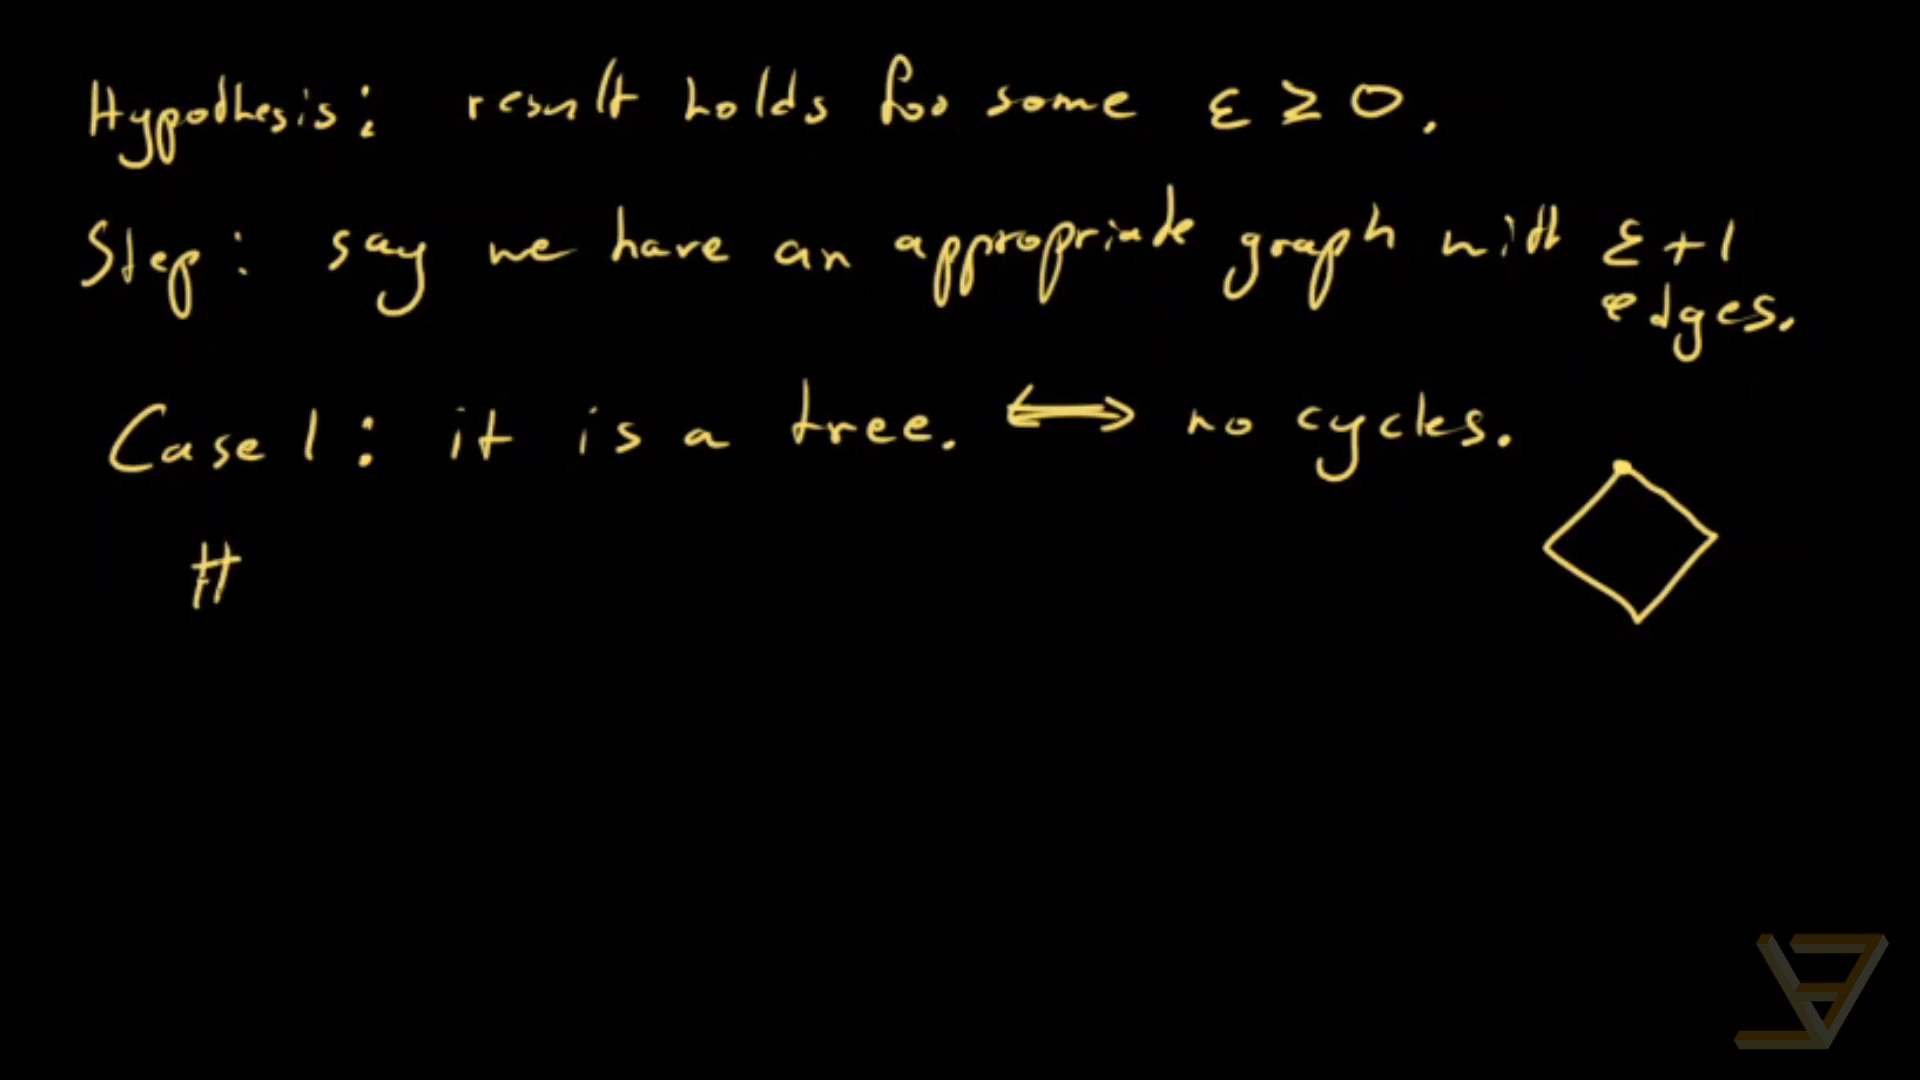 Hypothesis: result holds for some ε ≥ 0.
Step: say we have an appropriate graph with ε+1
edges.
Case 1: it is a tree. ⟺ no cycles.
#